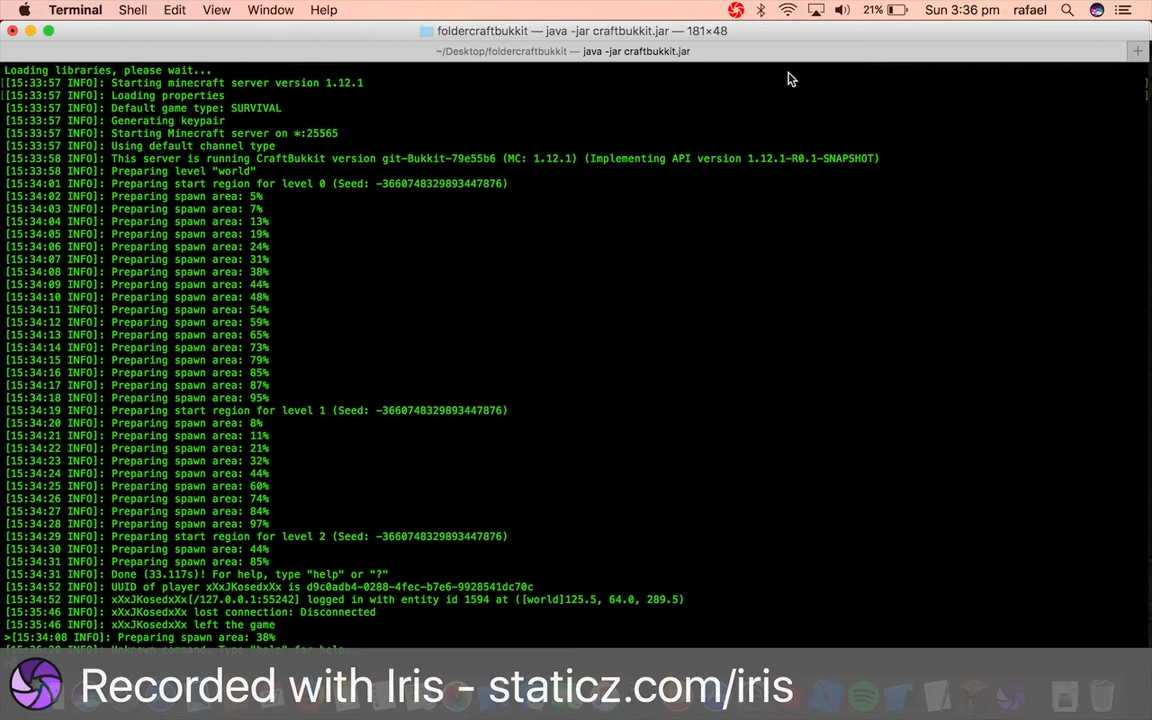 Terminal Shell Edit View Window Help 21% Sun 3:36 pm rafael
foldercraftbukkit — java -jar craftbukkit.jar — 181×48
~/Desktop/foldercraftbukkit — java -jar craftbukkit.jar
Loading libraries, please wait...
[[15:33:57 INFO]: Starting minecraft server version 1.12.1
[[15:33:57 INFO]: Loading properties
[15:33:57 INFO]: Default game type: SURVIVAL
[15:33:57 INFO]: Generating keypair
[15:33:57 INFO]: Starting Minecraft server on *:25565
[15:33:57 INFO]: Using default channel type
[15:33:58 INFO]: This server is running CraftBukkit version git-Bukkit-79e55b6 (MC: 1.12.1) (Implementing API version 1.12.1-R0.1-SNAPSHOT)
[15:33:58 INFO]: Preparing level "world"
[15:34:01 INFO]: Preparing start region for level 0 (Seed: -3660748329893447876)
[15:34:02 INFO]: Preparing spawn area: 5%
[15:34:03 INFO]: Preparing spawn area: 7%
[15:34:04 INFO]: Preparing spawn area: 13%
[15:34:05 INFO]: Preparing spawn area: 19%
[15:34:06 INFO]: Preparing spawn area: 24%
[15:34:07 INFO]: Preparing spawn area: 31%
[15:34:08 INFO]: Preparing spawn area: 38%
[15:34:09 INFO]: Preparing spawn area: 44%
[15:34:10 INFO]: Preparing spawn area: 48%
[15:34:11 INFO]: Preparing spawn area: 54%
[15:34:12 INFO]: Preparing spawn area: 59%
[15:34:13 INFO]: Preparing spawn area: 65%
[15:34:14 INFO]: Preparing spawn area: 73%
[15:34:15 INFO]: Preparing spawn area: 79%
[15:34:16 INFO]: Preparing spawn area: 85%
[15:34:17 INFO]: Preparing spawn area: 87%
[15:34:18 INFO]: Preparing spawn area: 95%
[15:34:19 INFO]: Preparing start region for level 1 (Seed: -3660748329893447876)
[15:34:20 INFO]: Preparing spawn area: 8%
[15:34:21 INFO]: Preparing spawn area: 11%
[15:34:22 INFO]: Preparing spawn area: 21%
[15:34:23 INFO]: Preparing spawn area: 32%
[15:34:24 INFO]: Preparing spawn area: 44%
[15:34:25 INFO]: Preparing spawn area: 60%
[15:34:26 INFO]: Preparing spawn area: 74%
[15:34:27 INFO]: Preparing spawn area: 84%
[15:34:28 INFO]: Preparing spawn area: 97%
[15:34:29 INFO]: Preparing start region for level 2 (Seed: -3660748329893447876)
[15:34:30 INFO]: Preparing spawn area: 44%
[15:34:31 INFO]: Preparing spawn area: 85%
[15:34:31 INFO]: Done (33.117s)! For help, type "help" or "?"
[15:34:52 INFO]: UUID of player xXxJKosedxXx is d9c0adb4-0288-4fec-b7e6-9928541dc70c
[15:34:52 INFO]: xXxJKosedxXx[/127.0.0.1:55242] logged in with entity id 1594 at ([world]125.5, 64.0, 289.5)
[15:35:46 INFO]: xXxJKosedxXx lost connection: Disconnected
[15:35:46 INFO]: xXxJKosedxXx left the game
>[15:34:08 INFO]: Preparing spawn area: 38%
Unknown command. Type "help" for help.
Recorded with Iris - staticz.com/iris